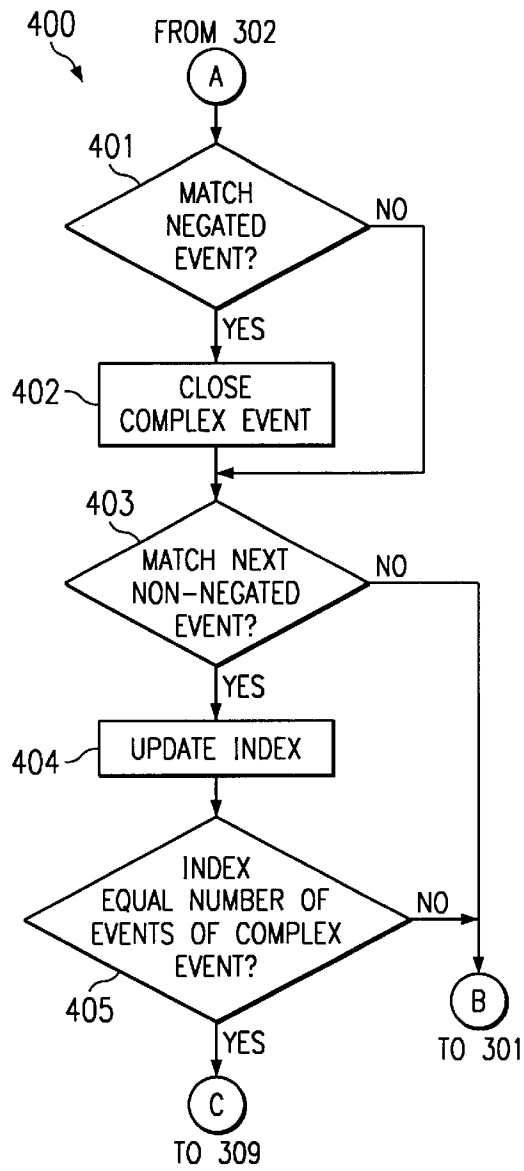 400
FROM 302
A
401
MATCH
NEGATED
EVENT?
NO
YES
402
CLOSE
COMPLEX EVENT
403
MATCH NEXT
NON-NEGATED
EVENT?
NO
YES
404
UPDATE INDEX
INDEX
EQUAL NUMBER OF
EVENTS OF COMPLEX
EVENT?
NO
405
YES
B
TO 301
C
TO 309